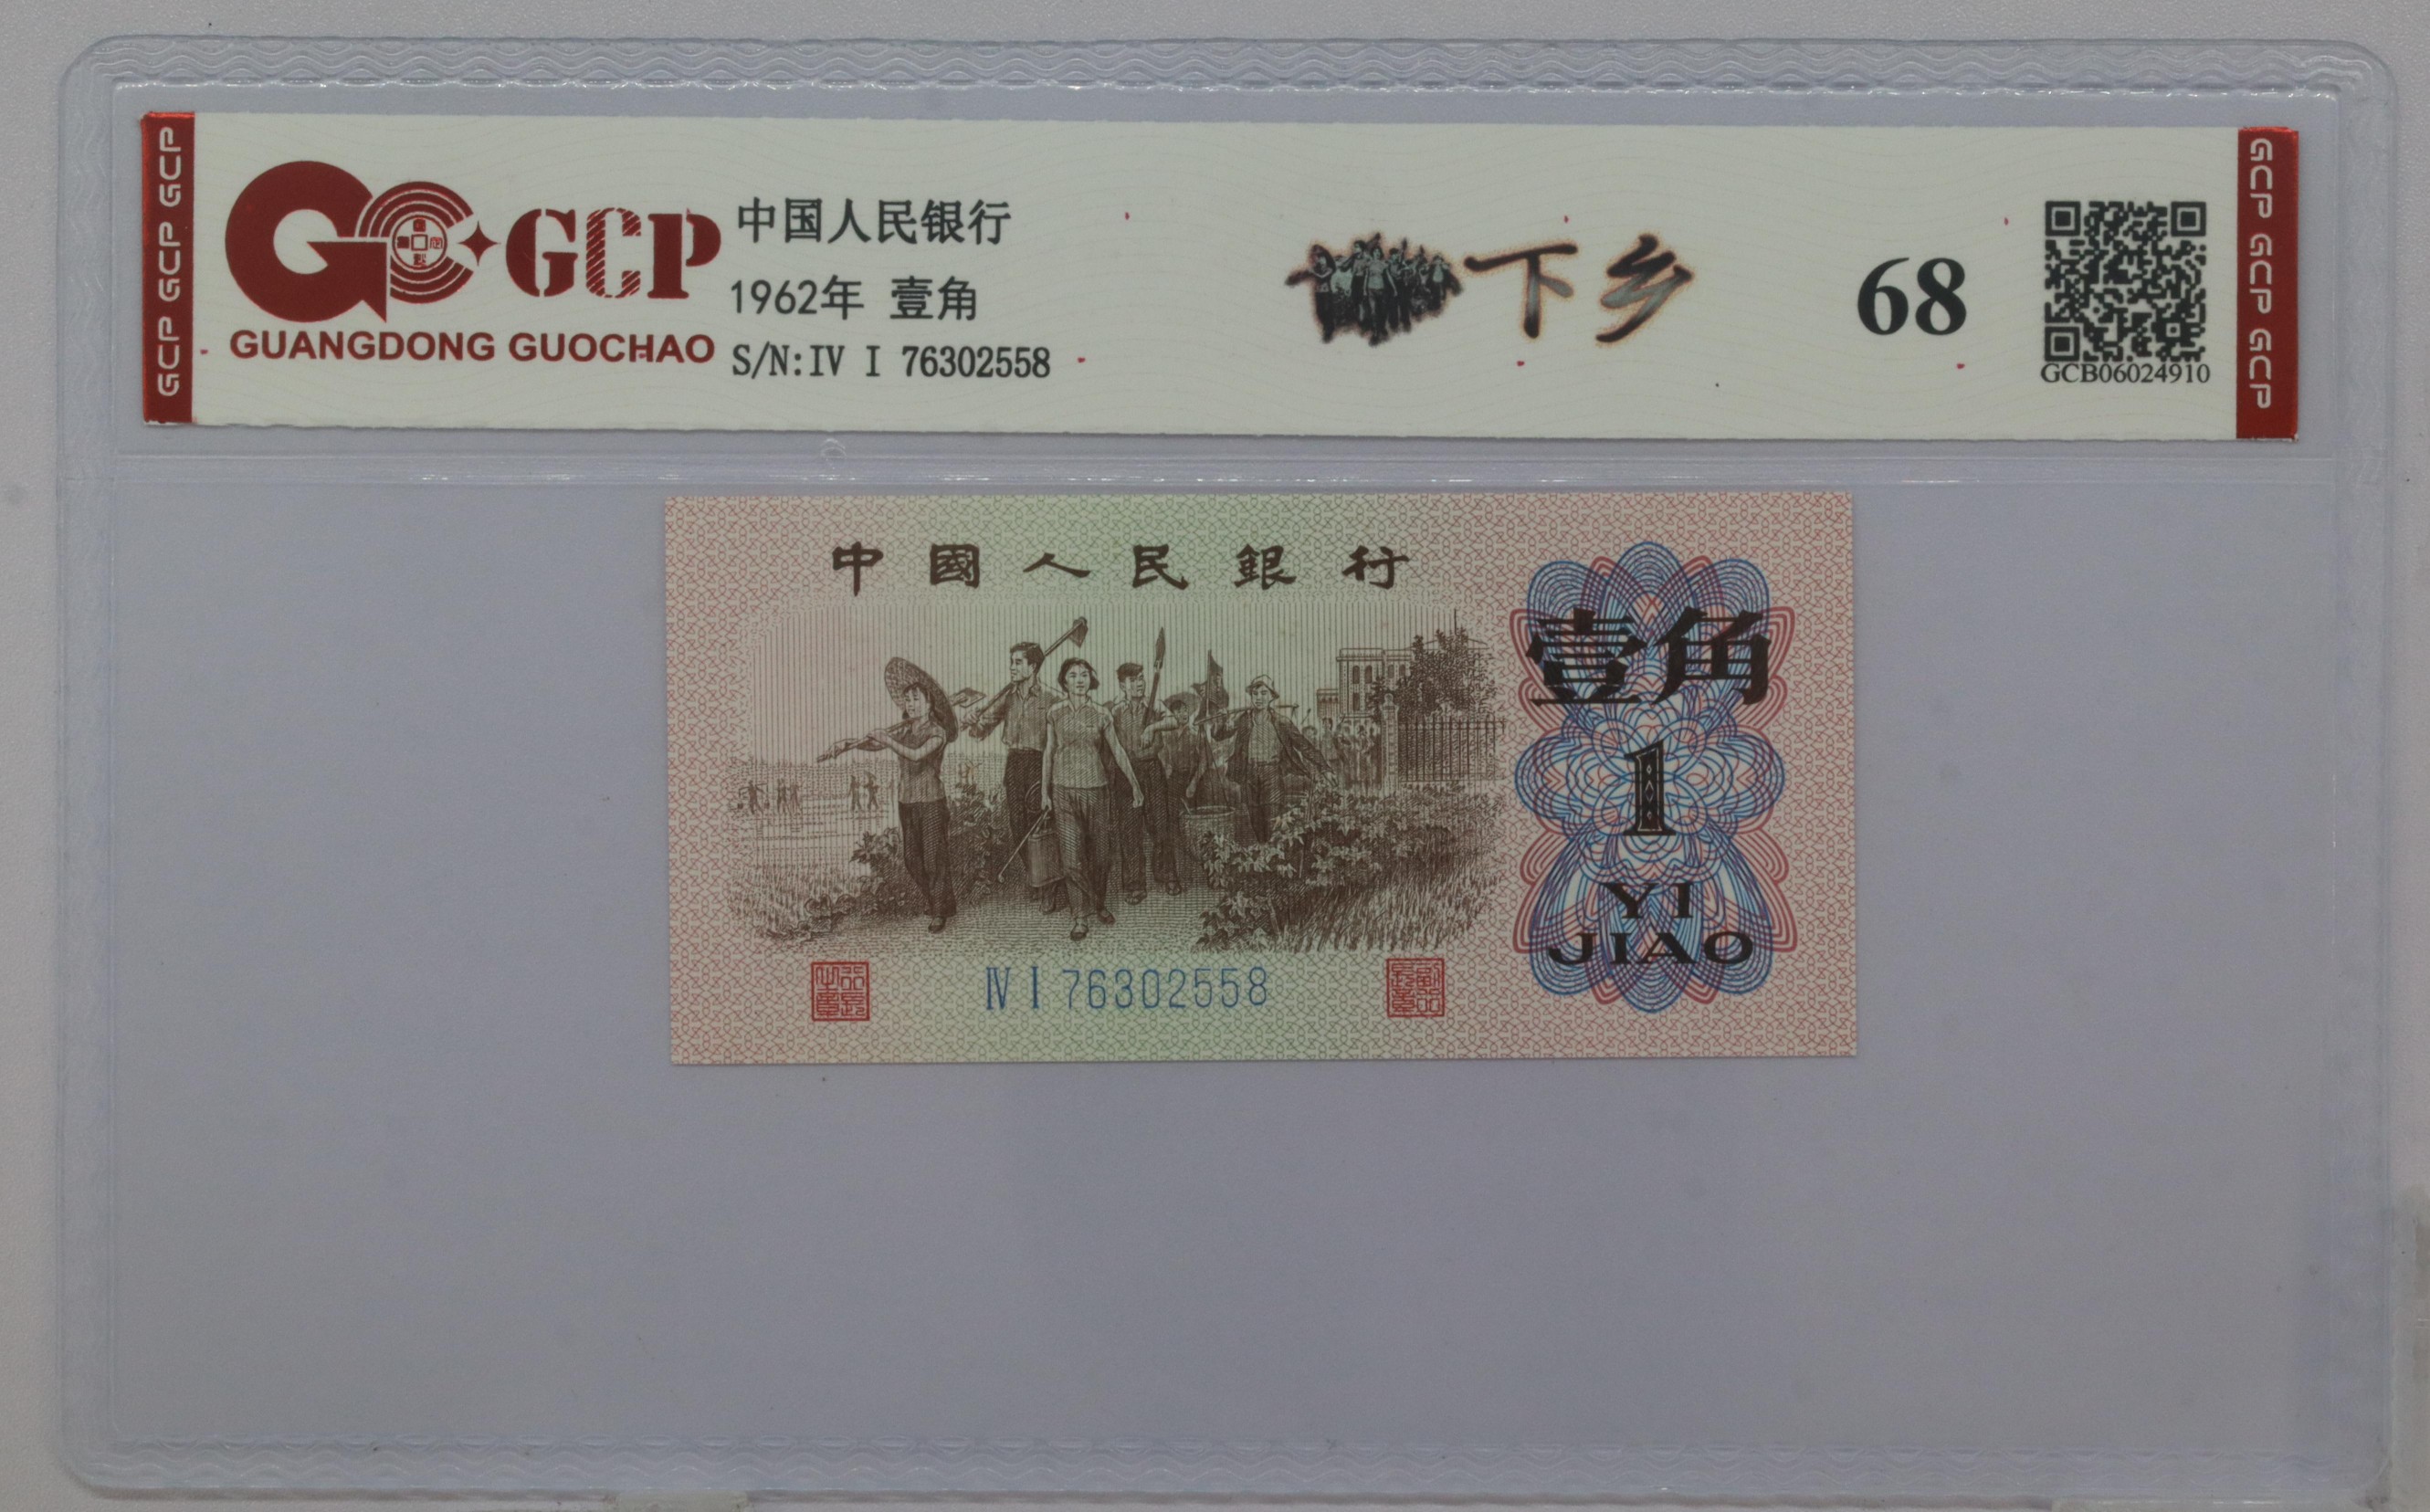 GCP GCP GCP
GCP
GUANGDONG GUOCHAO
中国人民银行
1962年 壹角
S/N:IV I 76302558
下乡
68
GCB06024910
GCP GCP GCP
中國人民銀行
壹角
1
YI
JIAO
Ⅳ Ⅰ 76302558